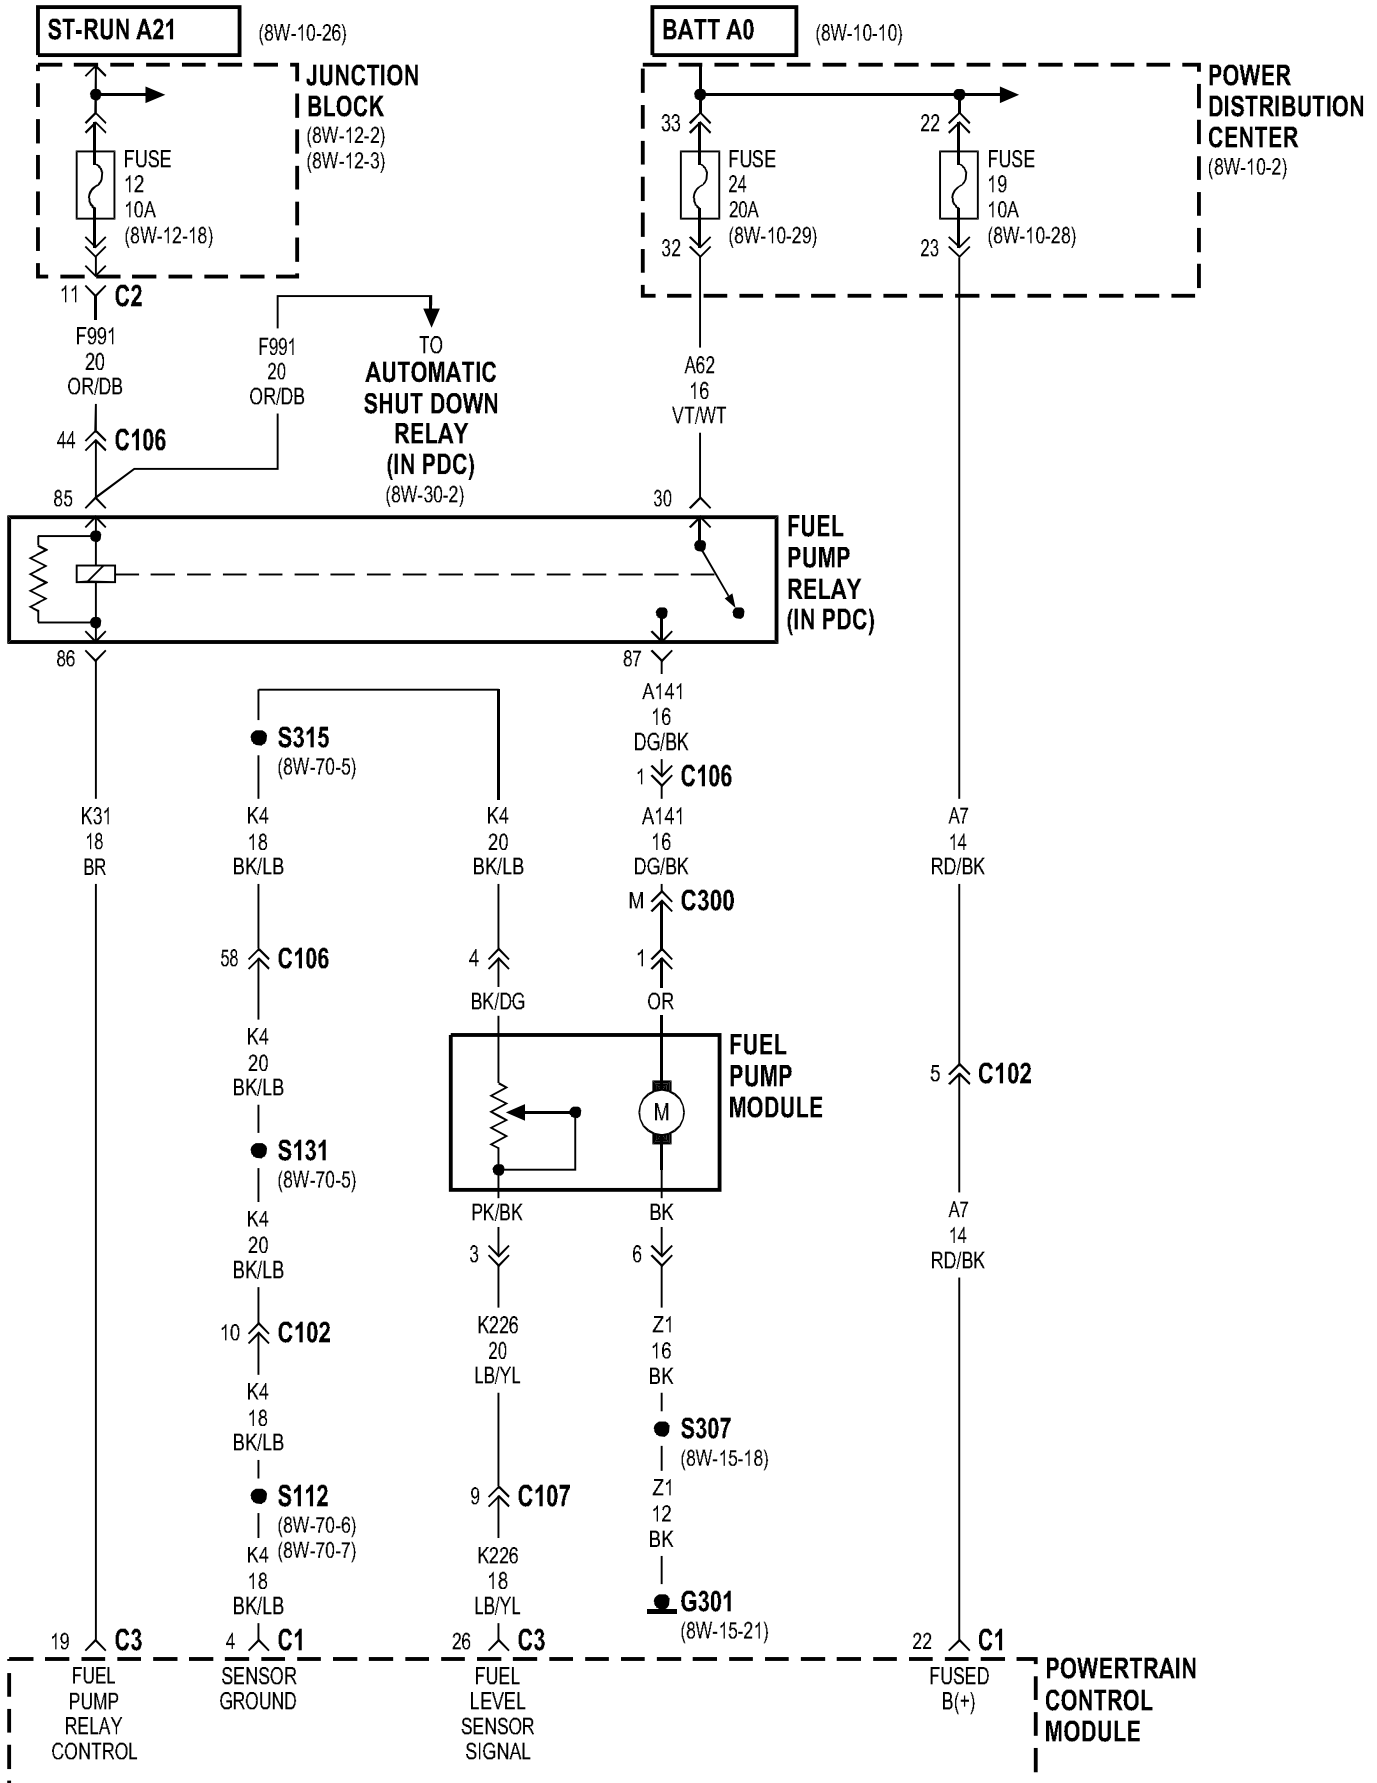 ST-RUN A21
(8W-10-26)
BATT A0
(8W-10-10)
JUNCTION
BLOCK
(8W-12-2)
(8W-12-3)
POWER
DISTRIBUTION
CENTER
(8W-10-2)
FUSE
12
10A
(8W-12-18)
33
FUSE
24
20A
(8W-10-29)
32
22
FUSE
19
10A
(8W-10-28)
23
11
C2
F991
20
OR/DB
F991
20
OR/DB
TO
AUTOMATIC
SHUT DOWN
RELAY
(IN PDC)
(8W-30-2)
A62
16
VT/WT
44
C106
85
30
FUEL
PUMP
RELAY
(IN PDC)
86
87
A141
16
DG/BK
S315
(8W-70-5)
1
C106
K31
18
BR
K4
18
BK/LB
K4
20
BK/LB
A141
16
DG/BK
A7
14
RD/BK
M
C300
58
C106
4
1
BK/DG
OR
K4
20
BK/LB
FUEL
PUMP
MODULE
M
5
C102
S131
(8W-70-5)
K4
20
BK/LB
PK/BK
BK
A7
14
RD/BK
3
6
10
C102
K226
20
LB/YL
Z1
16
BK
K4
18
BK/LB
S307
(8W-15-18)
S112
(8W-70-6)
(8W-70-7)
9
C107
Z1
12
BK
K4
18
BK/LB
K226
18
LB/YL
G301
(8W-15-21)
19
C3
4
C1
26
C3
22
C1
FUEL
PUMP
RELAY
CONTROL
SENSOR
GROUND
FUEL
LEVEL
SENSOR
SIGNAL
FUSED
B(+)
POWERTRAIN
CONTROL
MODULE